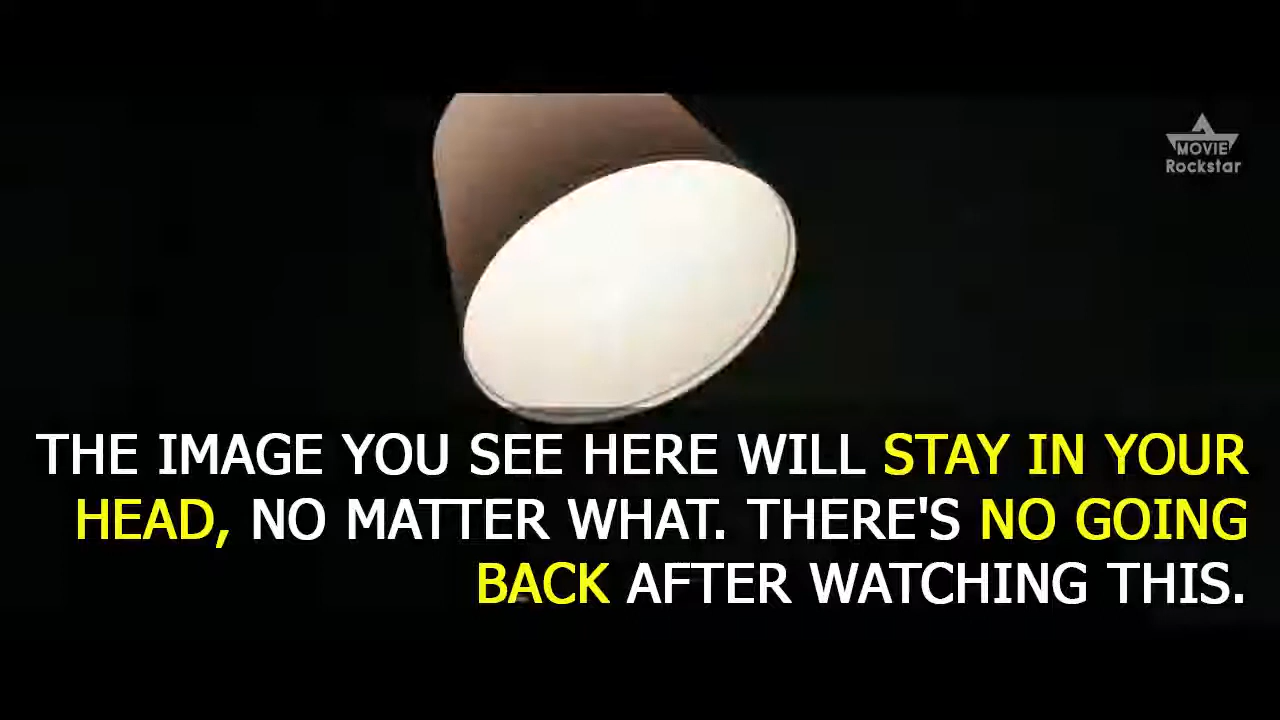 MOVIE
Rockstar
THE IMAGE YOU SEE HERE WILL STAY IN YOUR
HEAD, NO MATTER WHAT. THERE'S NO GOING
BACK AFTER WATCHING THIS.